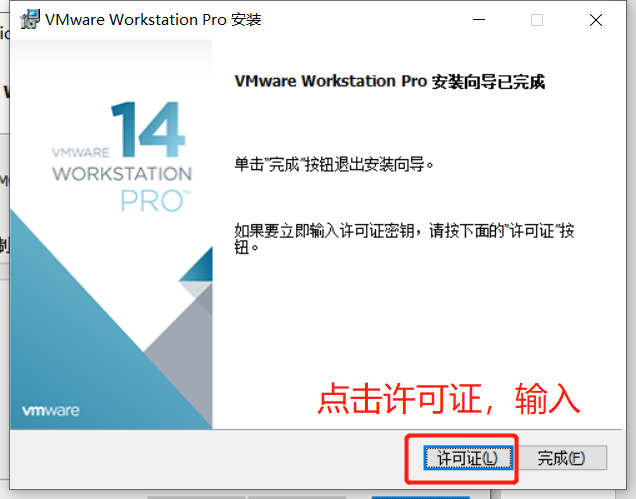 VMware Workstation Pro 安装
14
VMWARE
WORKSTATION
PRO™
VMware Workstation Pro 安装向导已完成
单击"完成"按钮退出安装向导。
如果要立即输入许可证密钥，请按下面的"许可证"按
钮。
点击许可证，输入
vmware
许可证(L)
完成(F)